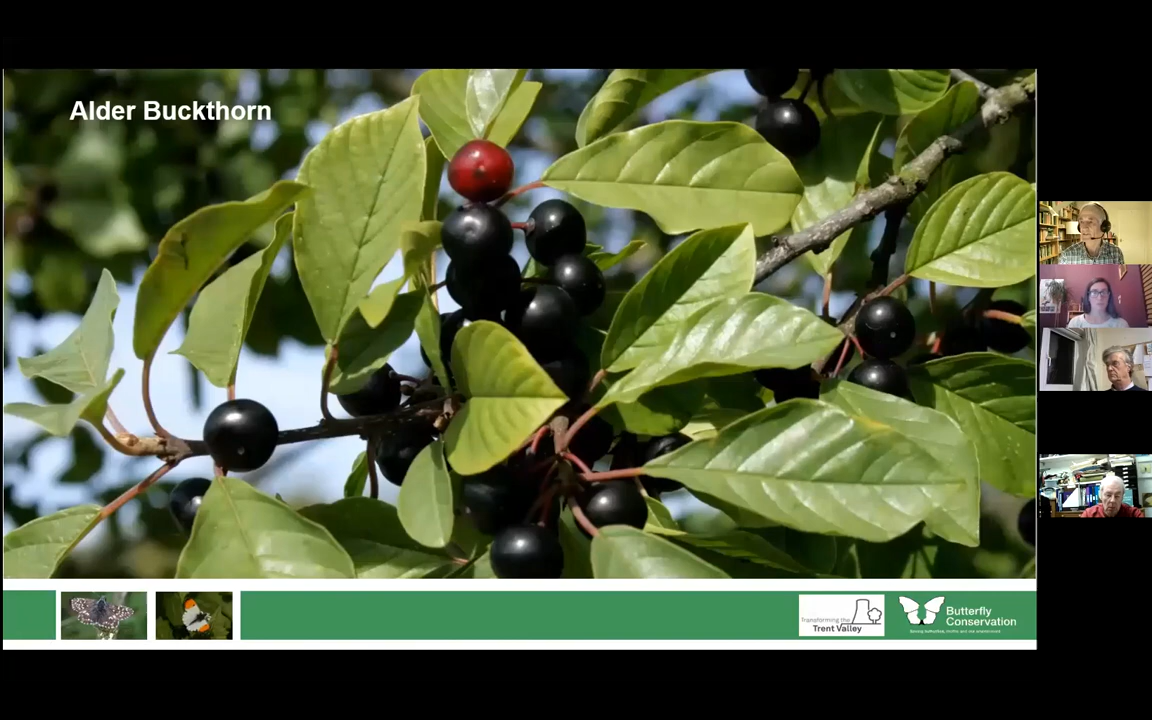 Alder Buckthorn
Transforming the
Trent Valley
Butterfly
Conservation